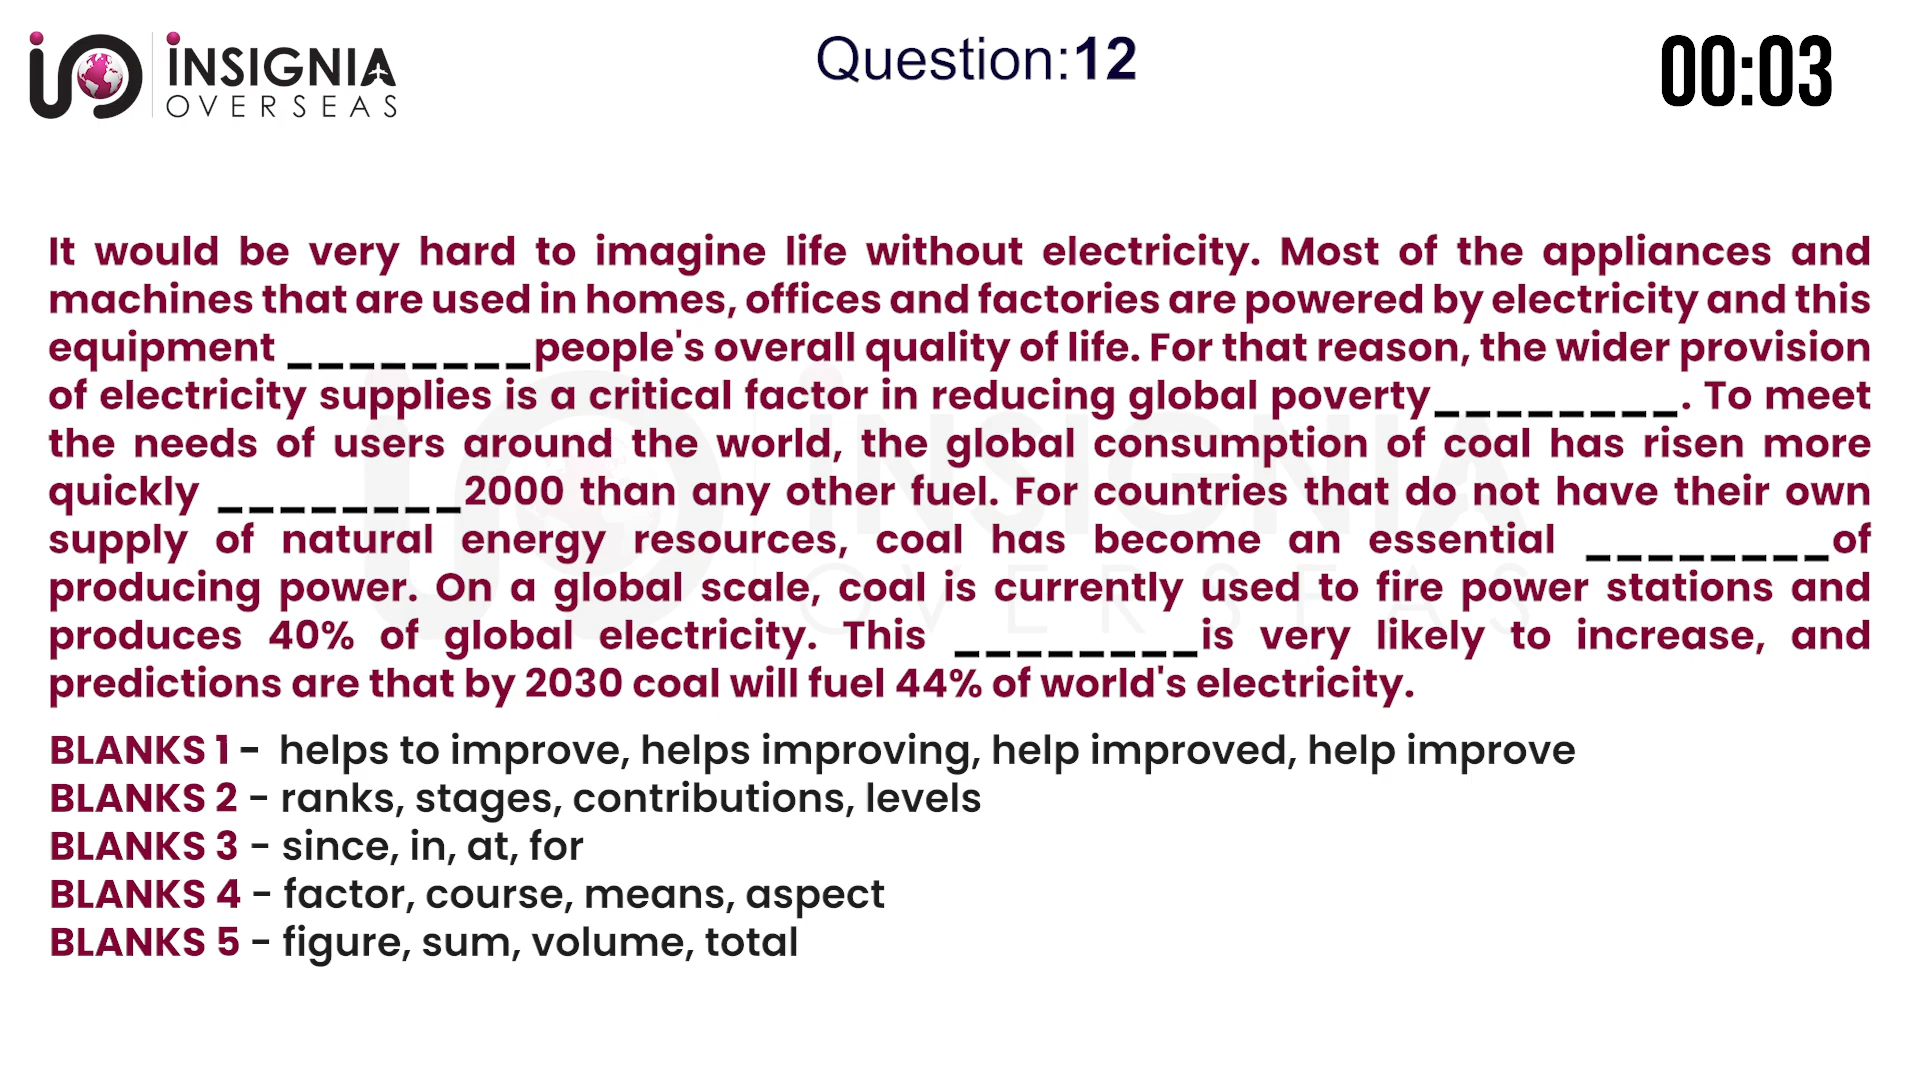 INSIGNIA
OVERSEAS
Question:12
00:03
It would be very hard to imagine life without electricity. Most of the appliances and
machines that are used in homes, offices and factories are powered by electricity and this
equipment ________people's overall quality of life. For that reason, the wider provision
of electricity supplies is a critical factor in reducing global poverty________. To meet
the needs of users around the world, the global consumption of coal has risen more
quickly ________2000 than any other fuel. For countries that do not have their own
supply of natural energy resources, coal has become an essential ________of
producing power. On a global scale, coal is currently used to fire power stations and
produces 40% of global electricity. This ________is very likely to increase, and
predictions are that by 2030 coal will fuel 44% of world's electricity.
BLANKS 1 - helps to improve, helps improving, help improved, help improve
BLANKS 2 - ranks, stages, contributions, levels
BLANKS 3 - since, in, at, for
BLANKS 4 - factor, course, means, aspect
BLANKS 5 - figure, sum, volume, total